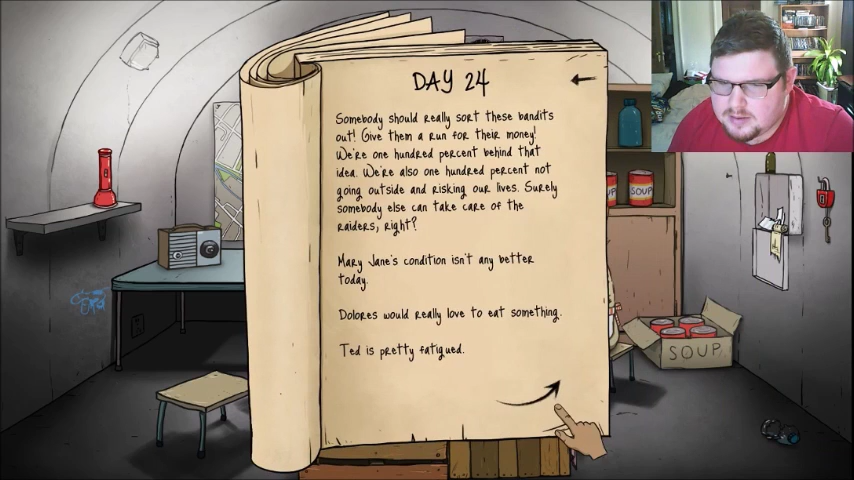 DAY 24
Somebody should really sort these bandits
out! Give them a run for their money!
We're one hundred percent behind that
idea. We're also one hundred percent not
going outside and risking our lives. Surely
somebody else can take care of the
raiders, right?
Mary Jane's condition isn't any better
today.
Dolores would really love to eat something.
Ted is pretty fatigued.
SOUP
SOUP